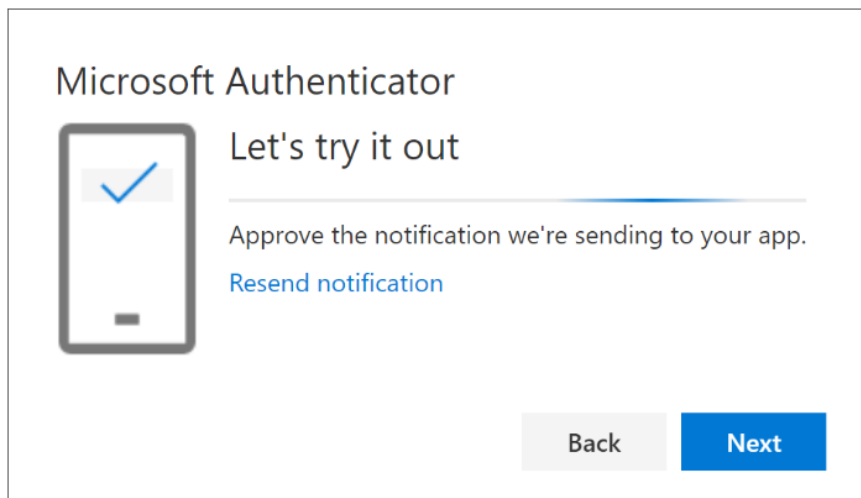 Microsoft Authenticator
Let's try it out
Approve the notification we're sending to your app.
Resend notification
Back
Next